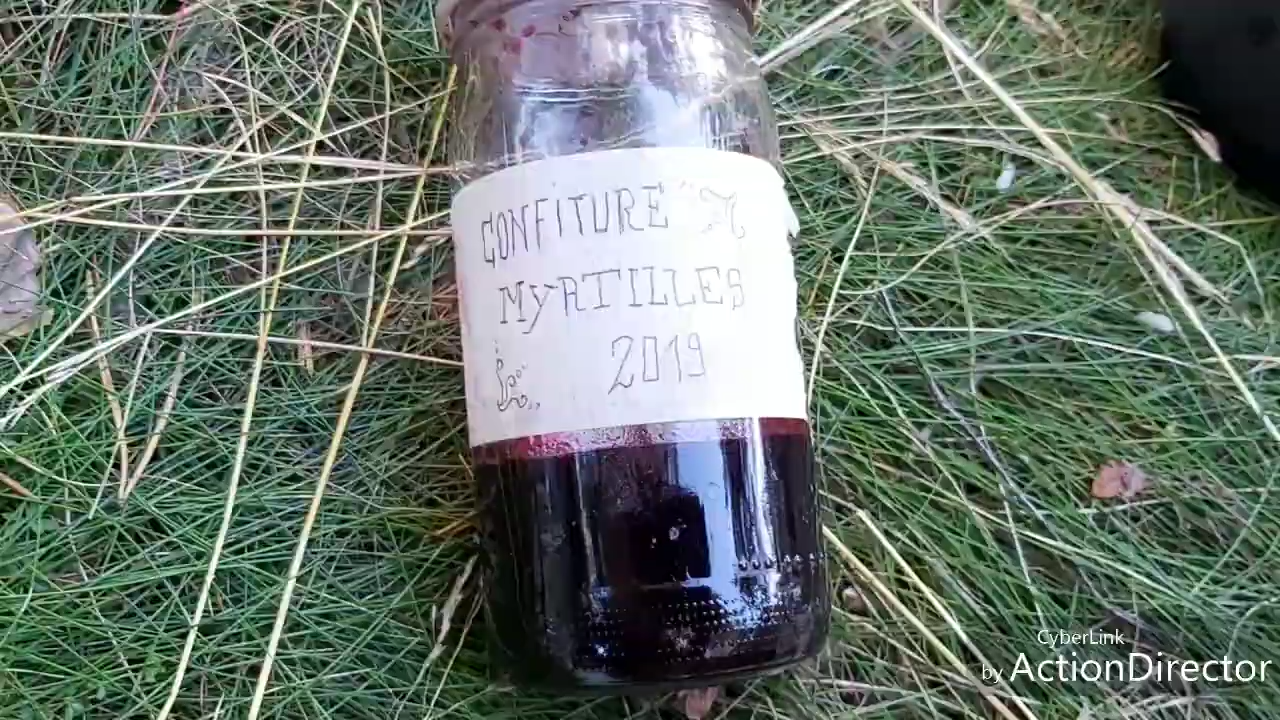 CONFITURE
MYRTILLES
2019
CyberLink
by ActionDirector